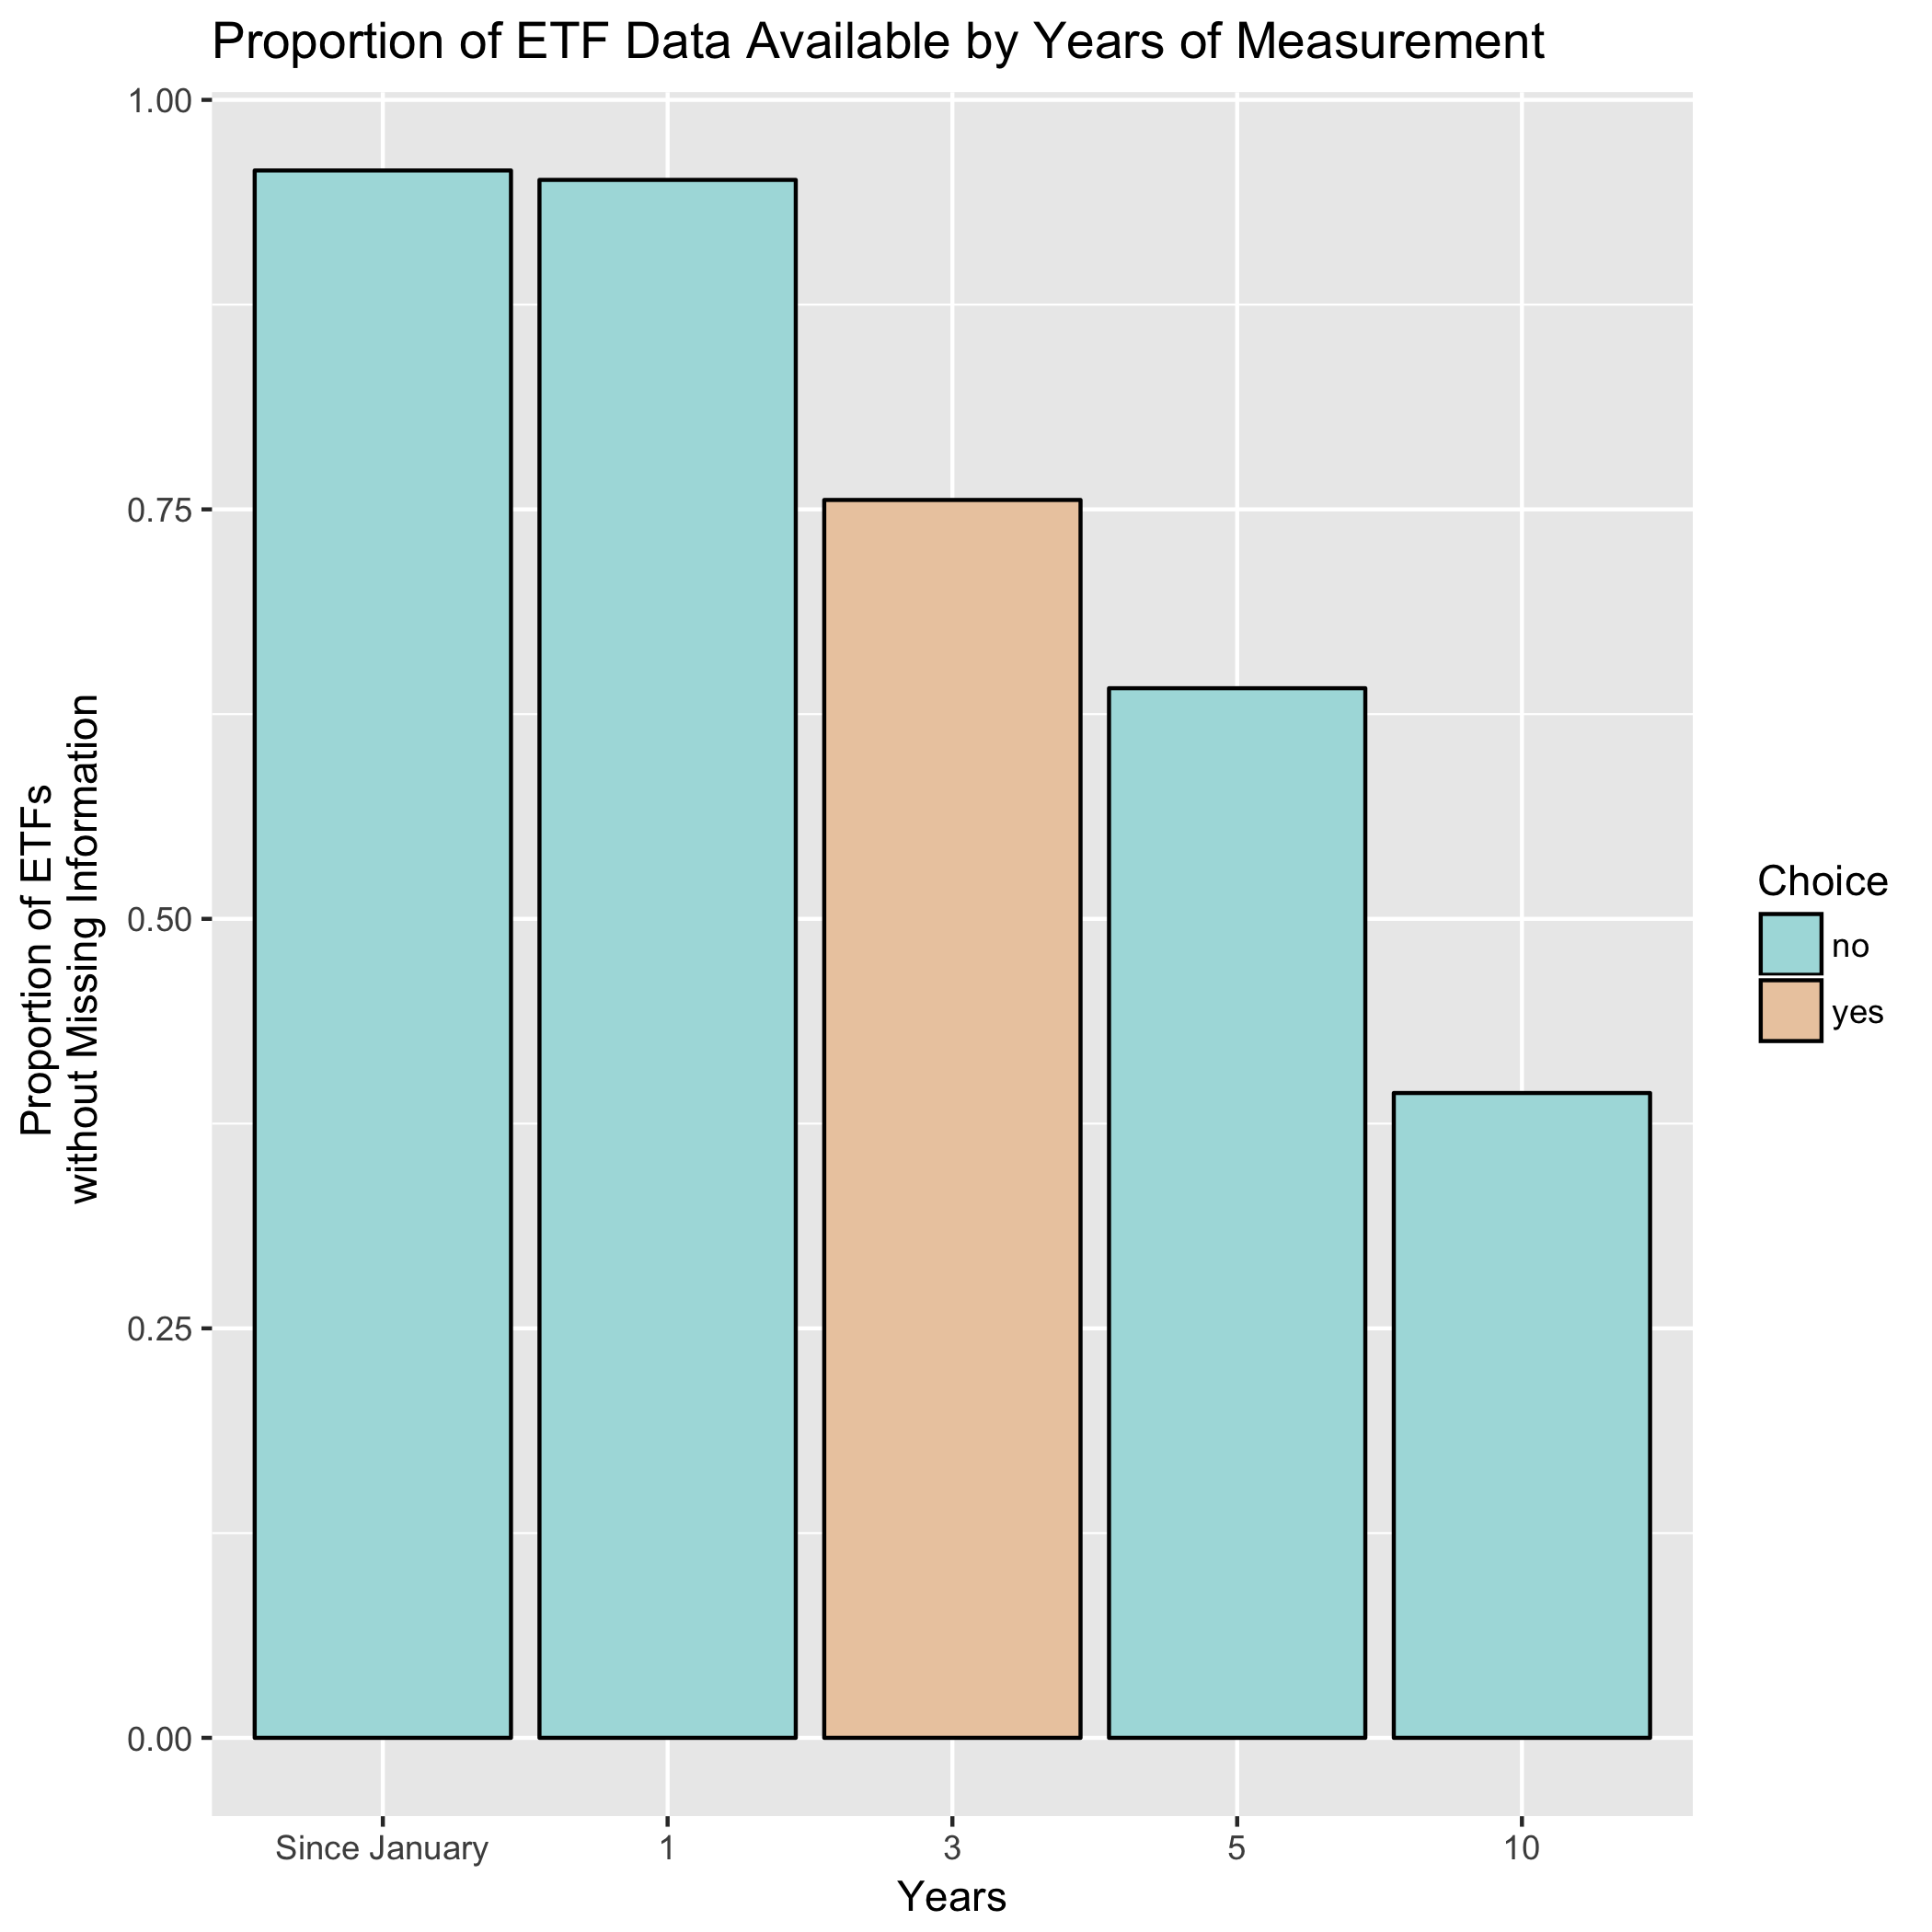 Proportion of ETF Data Available by Years of Measurement
Proportion of ETFs
without Missing Information
1.00
0.75
0.50
0.25
0.00
Since January
1
3
5
10
Years
Choice
no
yes